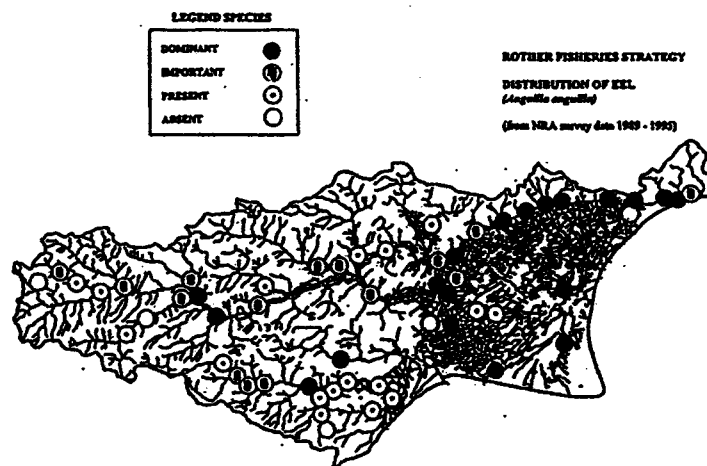 LEGEND SPECIES
DOMINANT
IMPORTANT
PRESENT
ABSENT
ROTHER FISHERIES STRATEGY
DISTRIBUTION OF EEL
(Anguilla anguilla)
(from NRA survey data 1989 - 1995)